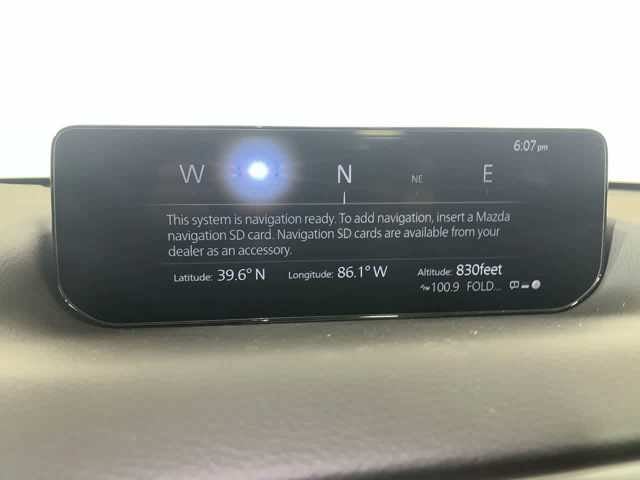 6:07pm
W N NE E
This system is navigation ready. To add navigation, insert a Mazda
navigation SD card. Navigation SD cards are available from your
dealer as an accessory.
Latitude: 39.6° N Longitude: 86.1° W Altitude: 830feet
FM 100.9 FOLD...